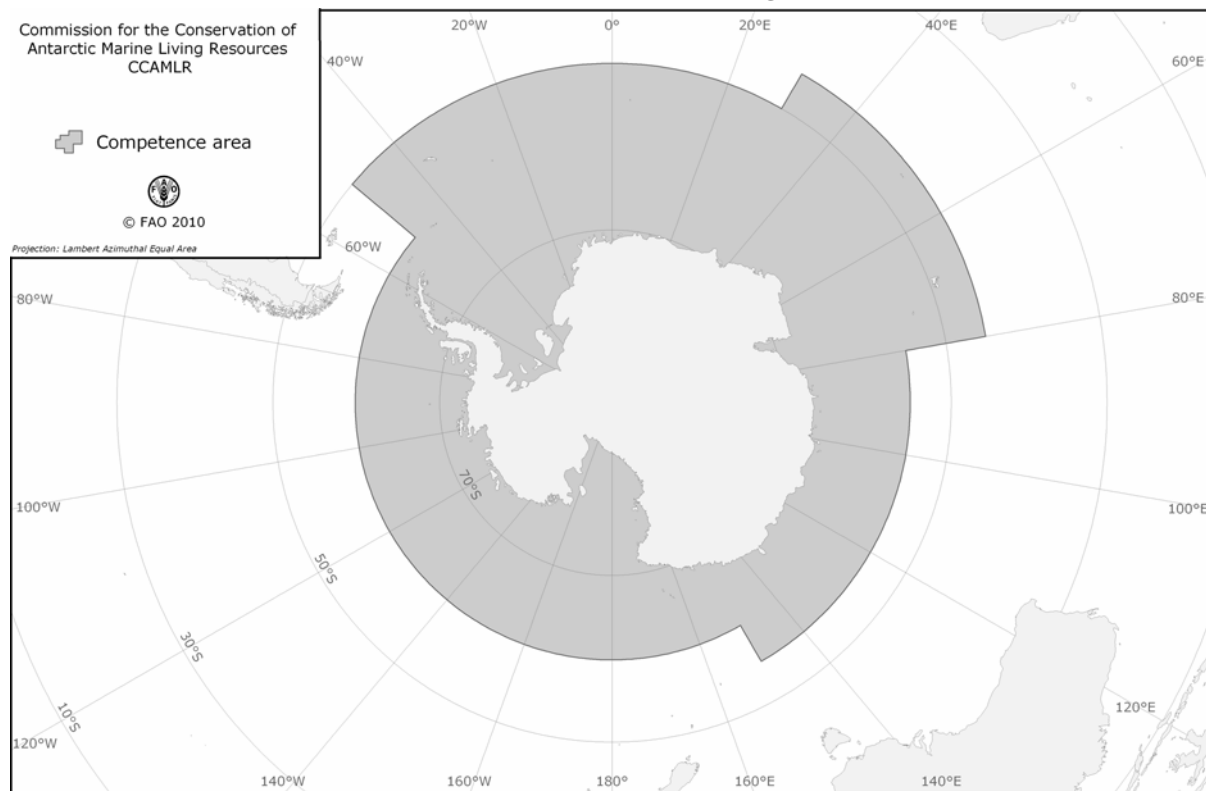 Commission for the Conservation of
Antarctic Marine Living Resources
CCAMLR
Competence area
FAO
© FAO 2010
Projection: Lambert Azimuthal Equal Area
20°W
0°
20°E
40°E
40°W
60°E
60°W
80°W
80°E
100°W
100°E
70°S
50°S
30°S
10°S
120°W
120°E
140°W
160°W
180°
160°E
140°E